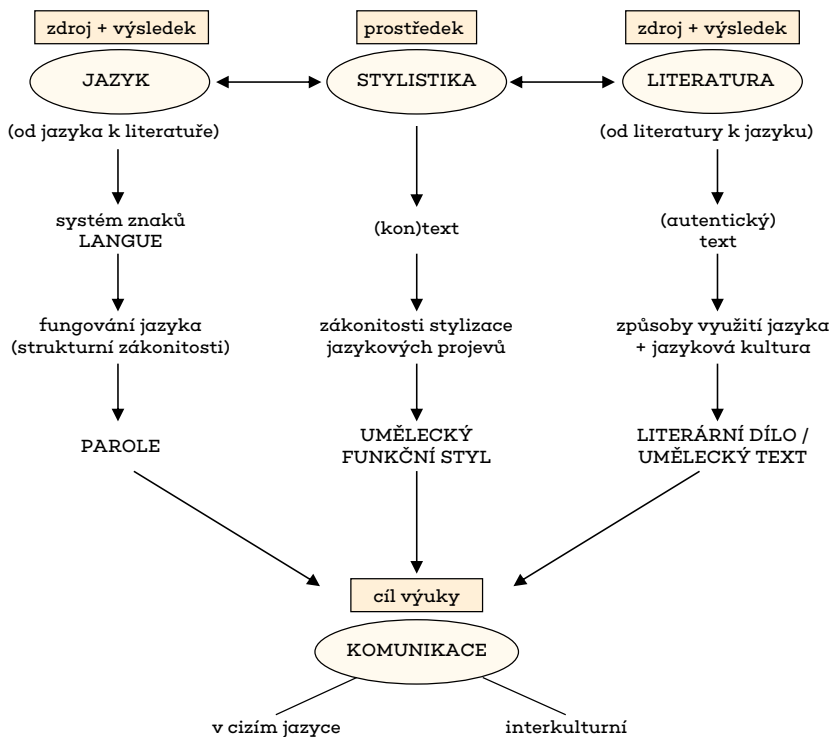 zdroj + výsledek
prostředek
zdroj + výsledek
JAZYK
STYLISTIKA
LITERATURA
(od jazyka k literatuře)
(od literatury k jazyku)
systém znaků
LANGUE
(kon)text
(autentický)
text
fungování jazyka
(strukturní zákonitosti)
zákonitosti stylizace
jazykových projevů
způsoby využití jazyka
+ jazyková kultura
PAROLE
UMĚLECKÝ
FUNKČNÍ STYL
LITERÁRNÍ DÍLO /
UMĚLECKÝ TEXT
cíl výuky
KOMUNIKACE
v cizím jazyce
interkulturní